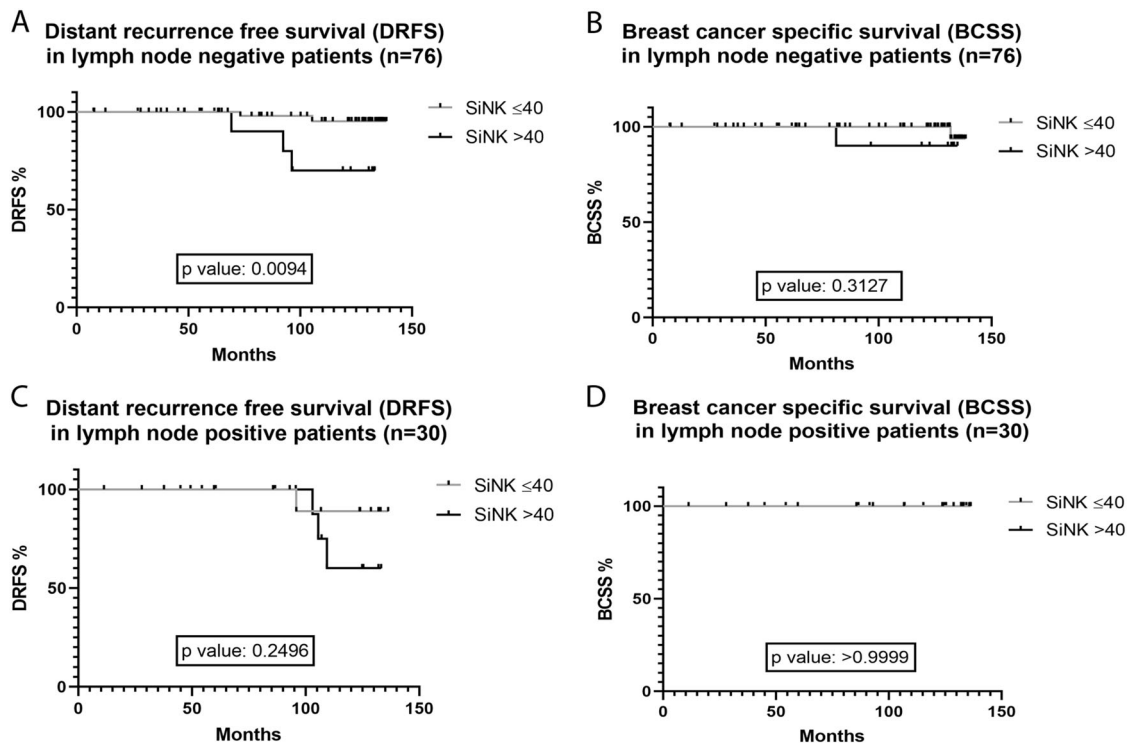 A
Distant recurrence free survival (DRFS)
in lymph node negative patients (n=76)
100
50
0
DRFS %
0 50 100 150
Months
SiNK ≤40
SiNK >40
p value: 0.0094
B
Breast cancer specific survival (BCSS)
in lymph node negative patients (n=76)
100
50
0
BCSS %
0 50 100 150
Months
SiNK ≤40
SiNK >40
p value: 0.3127
C
Distant recurrence free survival (DRFS)
in lymph node positive patients (n=30)
100
50
0
DRFS %
0 50 100 150
Months
SiNK ≤40
SiNK >40
p value: 0.2496
D
Breast cancer specific survival (BCSS)
in lymph node positive patients (n=30)
100
50
0
BCSS %
0 50 100 150
Months
SiNK ≤40
SiNK >40
p value: >0.9999